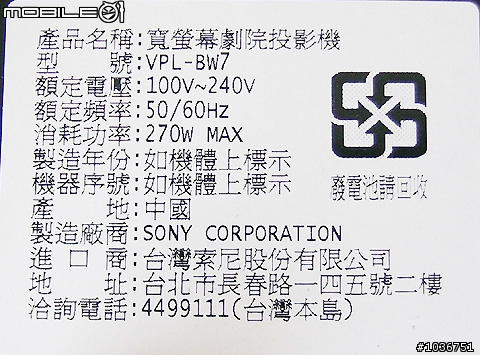 mobile01
產品名稱:寬螢幕劇院投影機
型　　號:VPL-BW7
額定電壓:100V~240V
額定頻率:50/60Hz
消耗功率:270W MAX
製造年份:如機體上標示
機器序號:如機體上標示
產　　地:中國
製造廠商:SONY CORPORATION
進 口 商:台灣索尼股份有限公司
地　　址:台北市長春路一四五號二樓
洽詢電話:4499111(台灣本島)
廢電池請回收
#1036751